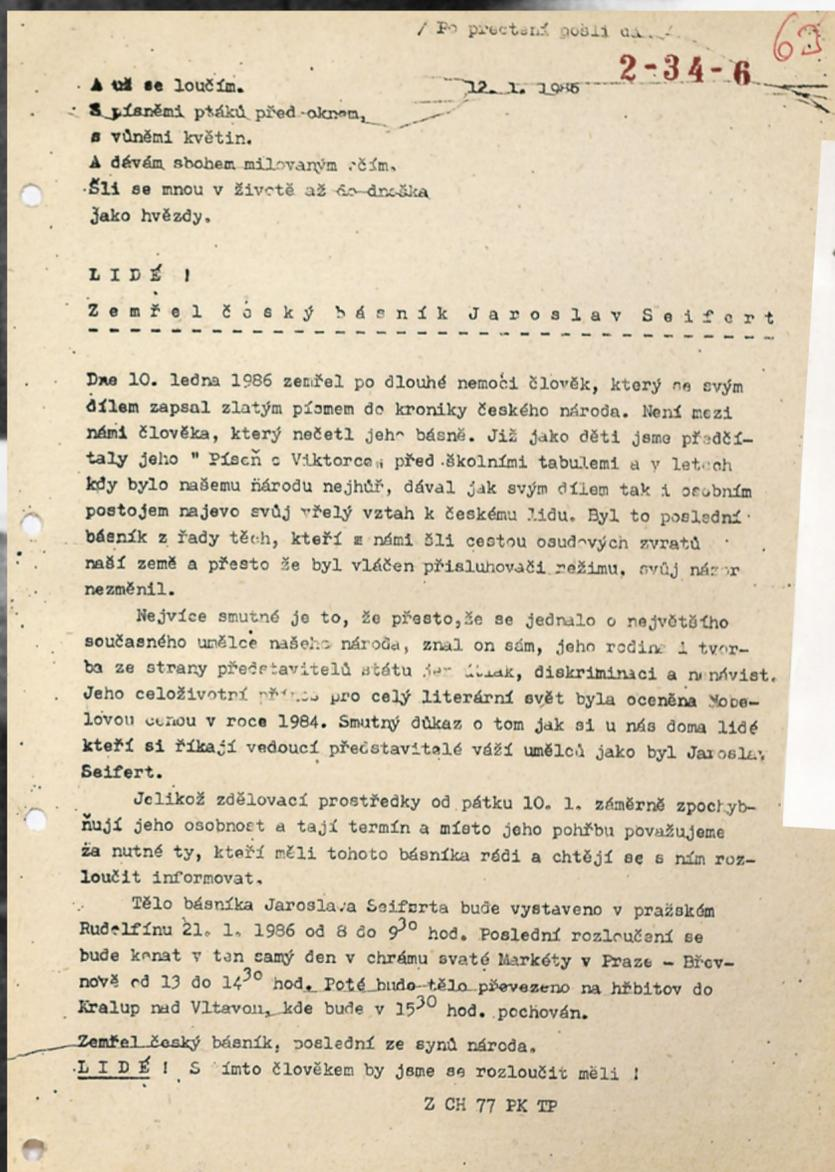 / Po přečtení pošli
63
2-34-6
12. 1. 1986
A už se loučím.
S písněmi ptáků před oknem,
s vůněmi květin.
A dávám sbohem milovaným očím.
Šli se mnou v životě až do dneška
jako hvězdy.
LIDÉ !
Zemřel český básník Jaroslav Seifert
Dne 10. ledna 1986 zemřel po dlouhé nemoci člověk, který se svým
dílem zapsal zlatým písmem do kroniky českého národa. Není mezi
námi člověka, který nečetl jeho básně. Již jako děti jsme předčí-
taly jeho " Píseň o Viktorce" před školními tabulemi a v letech
kdy bylo našemu národu nejhůř, dával jak svým dílem tak i osobním
postojem najevo svůj vřelý vztah k českému lidu. Byl to poslední
básník z řady těch, kteří s námi šli cestou osudových zvratů
naší země a přesto že byl vláčen přisluhovači režimu, svůj názor
nezměnil.
Nejvíce smutné je to, že přesto,že se jednalo o největšího
současného umělce našeho národa, znal on sám, jeho rodina i tvor-
ba ze strany představitelů státu jen útlak, diskriminaci a nenávist.
Jeho celoživotní přínos pro celý literární svět byla oceněna Nobe-
lovou cenou v roce 1984. Smutný důkaz o tom jak si u nás doma lidé
kteří si říkají vedoucí představitelé váží umělců jako byl Jaroslav
Seifert.
Jelikož zdělovací prostředky od pátku 10. 1. záměrně zpochyb-
ňují jeho osobnost a tají termín a místo jeho pohřbu považujeme
za nutné ty, kteří měli tohoto básníka rádi a chtějí se s ním roz-
loučit informovat.
Tělo básníka Jaroslava Seiferta bude vystaveno v pražském
Rudolfínu 21. 1. 1986 od 8 do 9³⁰ hod. Poslední rozloučení se
bude konat v ten samý den v chrámu svaté Markéty v Praze - Břev-
nově od 13 do 14³⁰ hod. Poté bude tělo převezeno na hřbitov do
Kralup nad Vltavou, kde bude v 15³⁰ hod. pochován.
Zemřel český básník, poslední ze synů národa.
LIDÉ ! S tímto člověkem by jsme se rozloučit měli !
Z CH 77 PK TP